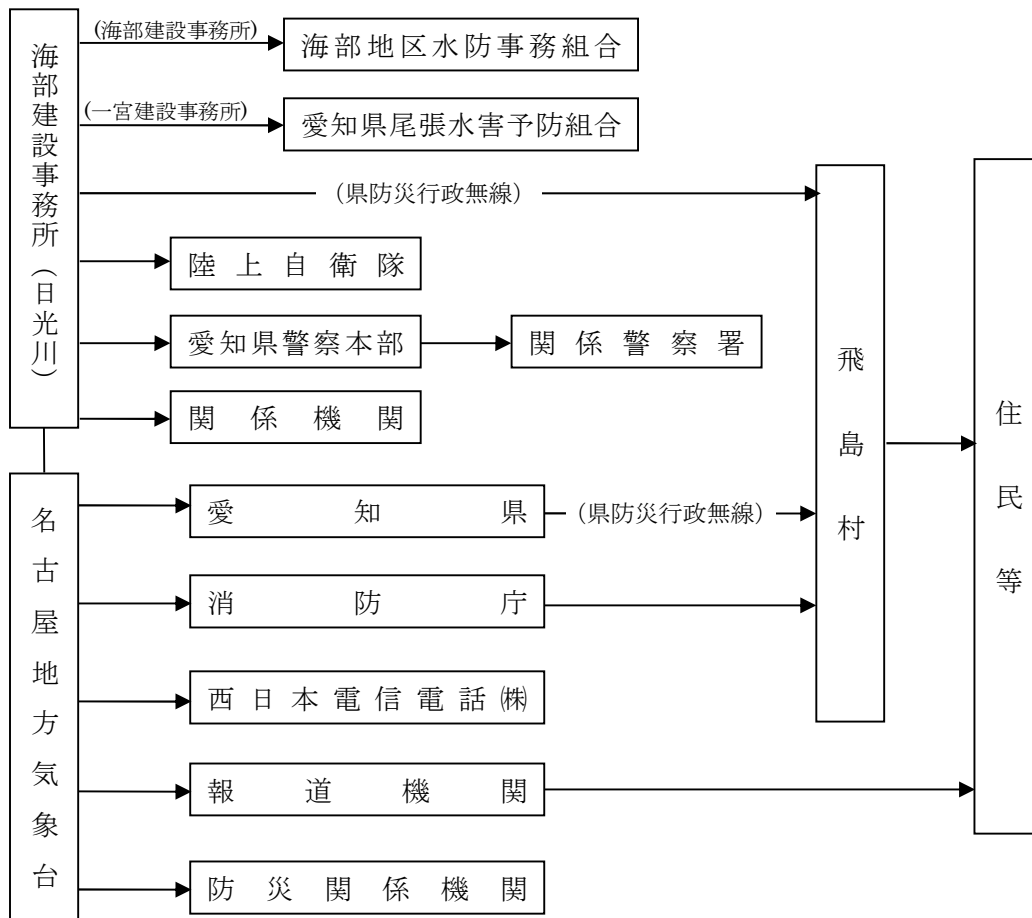 海部建設事務所（日光川）
(海部建設事務所)
海部地区水防事務組合
(一宮建設事務所)
愛知県尾張水害予防組合
（県防災行政無線）
陸上自衛隊
愛知県警察本部
関係警察署
関係機関
飛島村
住民等
名古屋地方気象台
愛知県
（県防災行政無線）
消防庁
西日本電信電話㈱
報道機関
防災関係機関